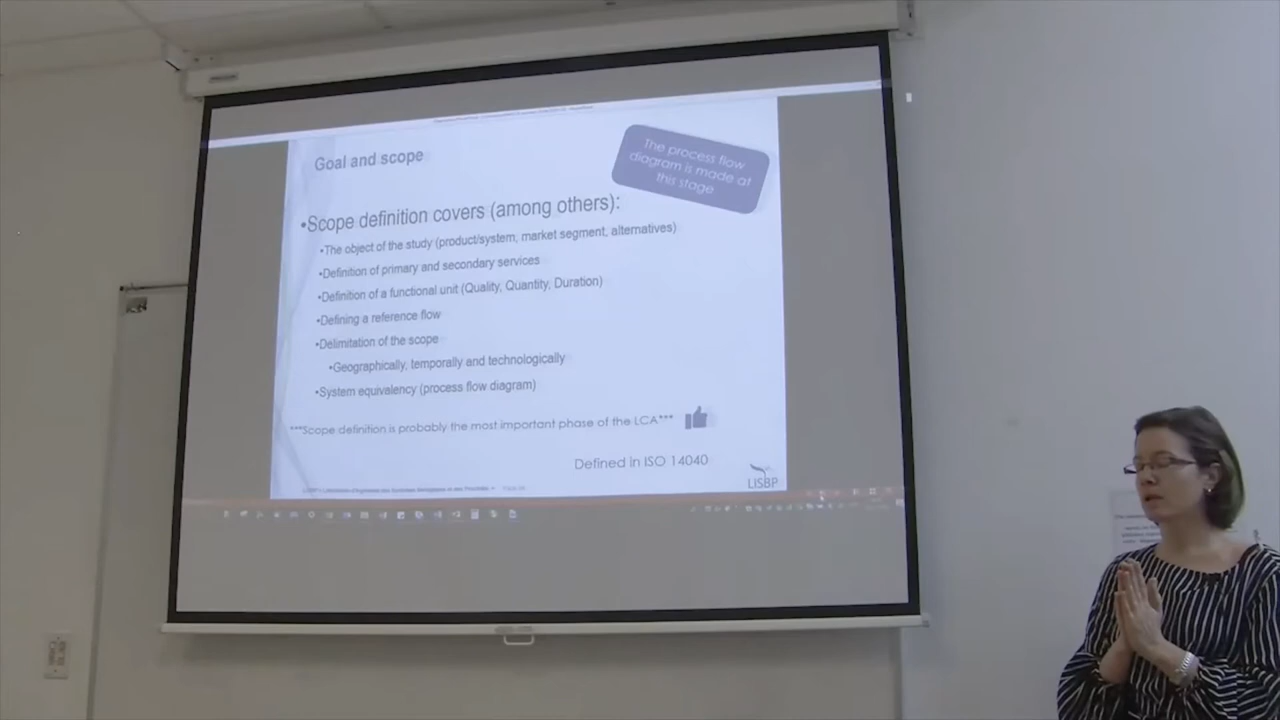 Goal and scope
The process flow
diagram is made at
this stage
•Scope definition covers (among others):
•The object of the study (product/system, market segment, alternatives)
•Definition of primary and secondary services
•Definition of a functional unit (Quality, Quantity, Duration)
•Defining a reference flow
•Delimitation of the scope
•Geographically, temporally and technologically
•System equivalency (process flow diagram)
***Scope definition is probably the most important phase of the LCA***
Defined in ISO 14040
LISBP